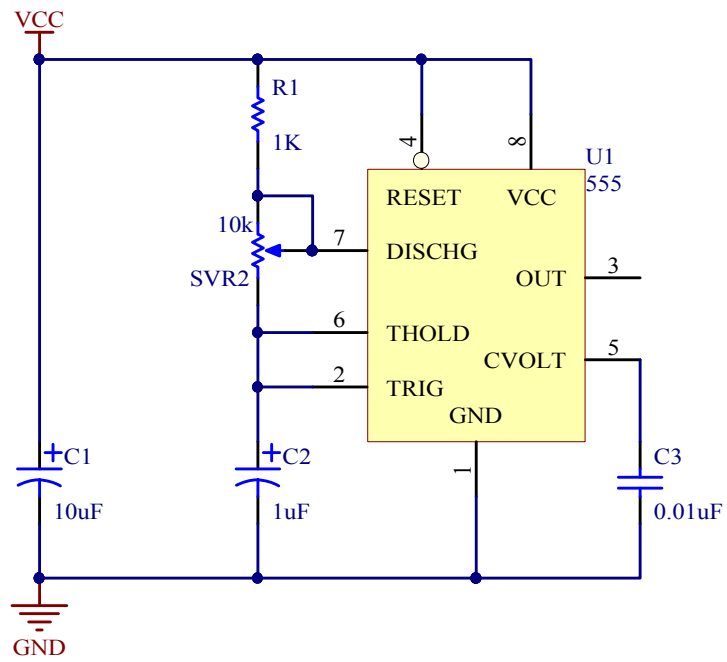 VCC
R1
1K
4
8
U1
555
RESET
VCC
10k
7
DISCHG
SVR2
OUT
3
6
THOLD
CVOLT
5
2
TRIG
GND
+
C1
+
C2
1
C3
10uF
1uF
0.01uF
GND